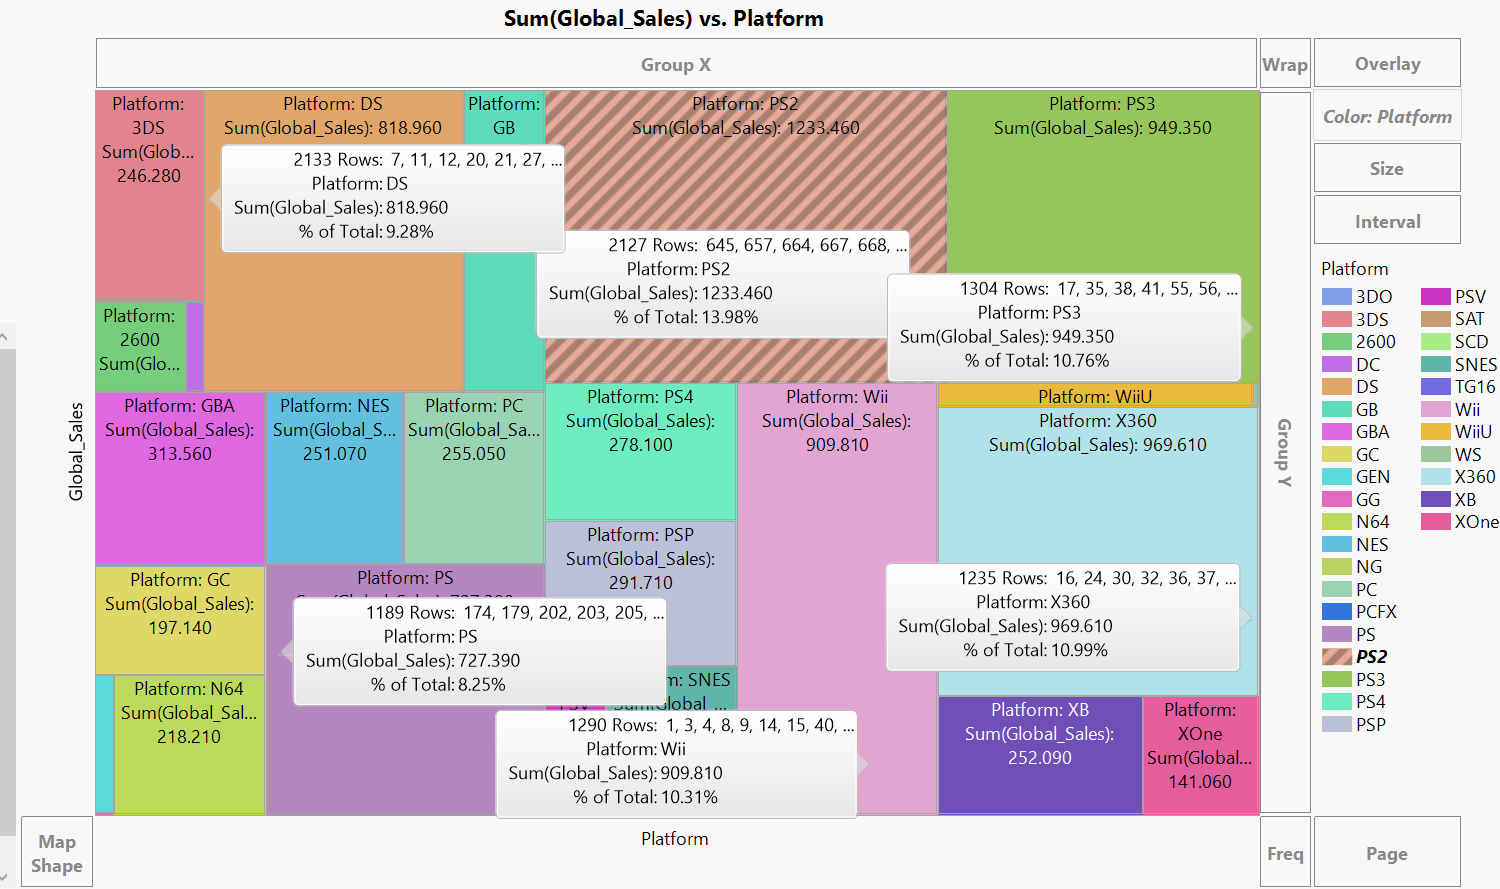 Sum(Global_Sales) vs. Platform
Group X
Wrap
Overlay
Color: Platform
Size
Interval
Platform:
3DS
Sum(Glob...
246.280
Platform: DS
Sum(Global_Sales): 818.960
Platform:
GB
Platform: PS2
Sum(Global_Sales): 1233.460
Platform: PS3
Sum(Global_Sales): 949.350
2133 Rows: 7, 11, 12, 20, 21, 27, ...
Platform: DS
Sum(Global_Sales): 818.960
% of Total: 9.28%
2127 Rows: 645, 657, 664, 667, 668, ...
Platform: PS2
Sum(Global_Sales): 1233.460
% of Total: 13.98%
1304 Rows: 17, 35, 38, 41, 55, 56, ...
Platform: PS3
Sum(Global_Sales): 949.350
% of Total: 10.76%
Platform:
2600
Sum(Glo...
Platform: GBA
Sum(Global_Sales):
313.560
Platform: NES
Sum(Global_S...
251.070
Platform: PC
Sum(Global_Sa...
255.050
Platform: PS4
Sum(Global_Sales):
278.100
Platform: Wii
Sum(Global_Sales):
909.810
Platform: WiiU
Platform: X360
Sum(Global_Sales): 969.610
Platform: PSP
Sum(Global_Sales):
291.710
Platform: GC
Sum(Global_Sales):
197.140
Platform: PS
1189 Rows: 174, 179, 202, 203, 205, ...
Platform: PS
Sum(Global_Sales): 727.390
% of Total: 8.25%
1235 Rows: 16, 24, 30, 32, 36, 37, ...
Platform: X360
Sum(Global_Sales): 969.610
% of Total: 10.99%
Platform: N64
Sum(Global_Sal...
218.210
m: SNES
Sum(Global_...
1290 Rows: 1, 3, 4, 8, 9, 14, 15, 40, ...
Platform: Wii
Sum(Global_Sales): 909.810
% of Total: 10.31%
Platform: XB
Sum(Global_Sales):
252.090
Platform:
XOne
Sum(Global...
141.060
Global_Sales
Group Y
Platform
3DO
3DS
2600
DC
DS
GB
GBA
GC
GEN
GG
N64
NES
NG
PC
PCFX
PS
PS2
PS3
PS4
PSP
PSV
SAT
SCD
SNES
TG16
Wii
WiiU
WS
X360
XB
XOne
Map
Shape
Platform
Freq
Page